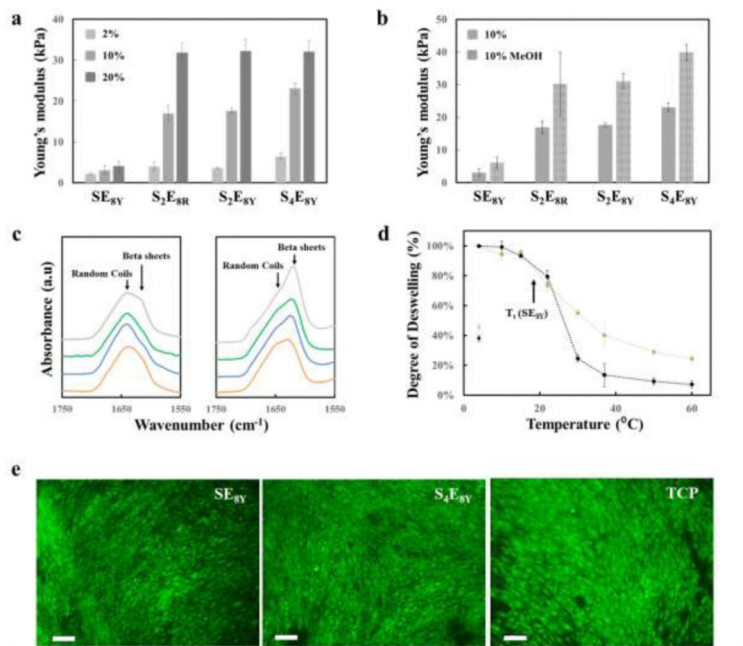 a
Young's modulus (kPa)
40
30
20
10
0
2%
10%
20%
SE8Y
S2E8R
S2E8Y
S4E8Y
b
Young's modulus (kPa)
50
40
30
20
10
0
10%
10% MeOH
SE8Y
S2E8R
S2E8Y
S4E8Y
c
Absorbance (a.u)
Beta sheets
Random Coils
Beta sheets
Random Coils
1750
1650
1550
1750
1650
1550
Wavenumber (cm-1)
d
Degree of Deswelling (%)
100%
80%
60%
40%
20%
0%
Tt (SE8Y)
0
20
40
60
Temperature (⁰C)
e
SE8Y
S4E8Y
TCP